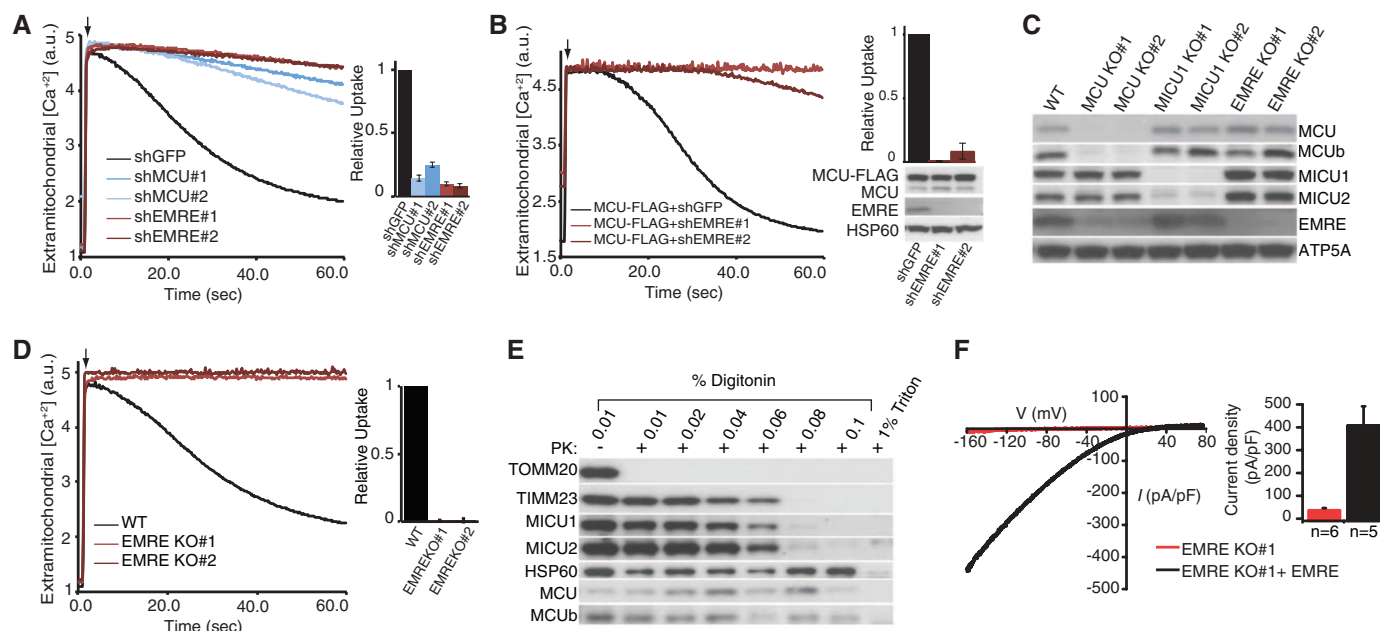 A
Extramitochondrial [Ca+2] (a.u.)
5
4
3
2
1
0.0
20.0
40.0
60.0
Time (sec)
shGFP
shMCU#1
shMCU#2
shEMRE#1
shEMRE#2
Relative Uptake
1
0.5
0
shGFP
shMCU#1
shMCU#2
shEMRE#1
shEMRE#2
B
Extramitochondrial [Ca+2] (a.u.)
4.5
3.5
2.5
1.5
0.0
20.0
40.0
60.0
Time (sec)
MCU-FLAG+shGFP
MCU-FLAG+shEMRE#1
MCU-FLAG+shEMRE#2
Relative Uptake
1
0.5
0
MCU-FLAG
MCU
EMRE
HSP60
shGFP
shEMRE#1
shEMRE#2
C
WT
MCU KO#1
MCU KO#2
MICU1 KO#1
MICU1 KO#2
EMRE KO#1
EMRE KO#2
MCU
MCUb
MICU1
MICU2
EMRE
ATP5A
D
Extramitochondrial [Ca+2] (a.u.)
5
4
3
2
1
0.0
20.0
40.0
60.0
Time (sec)
WT
EMRE KO#1
EMRE KO#2
Relative Uptake
1
0.5
0
WT
EMREKO#1
EMREKO#2
E
% Digitonin
0.01 0.01 0.02 0.04 0.06 0.08 0.1 1% Triton
PK: - + + + + + + +
TOMM20
TIMM23
MICU1
MICU2
HSP60
MCU
MCUb
F
V (mV)
-160 -120 -80 -40 40 80
100
-100
-200
-300
-400
-500
I (pA/pF)
EMRE KO#1
EMRE KO#1+ EMRE
Current density
(pA/pF)
500
400
300
200
100
0
n=6 n=5